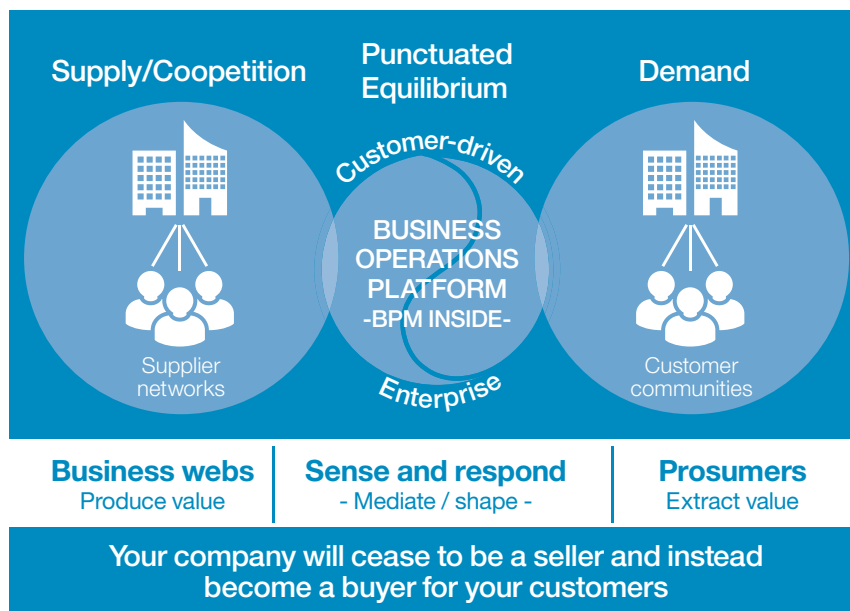 Supply/Coopetition
Punctuated
Equilibrium
Demand
Customer-driven
BUSINESS
OPERATIONS
PLATFORM
-BPM INSIDE-
Enterprise
Supplier
networks
Customer
communities
Business webs
Produce value
Sense and respond
- Mediate / shape -
Prosumers
Extract value
Your company will cease to be a seller and instead
become a buyer for your customers